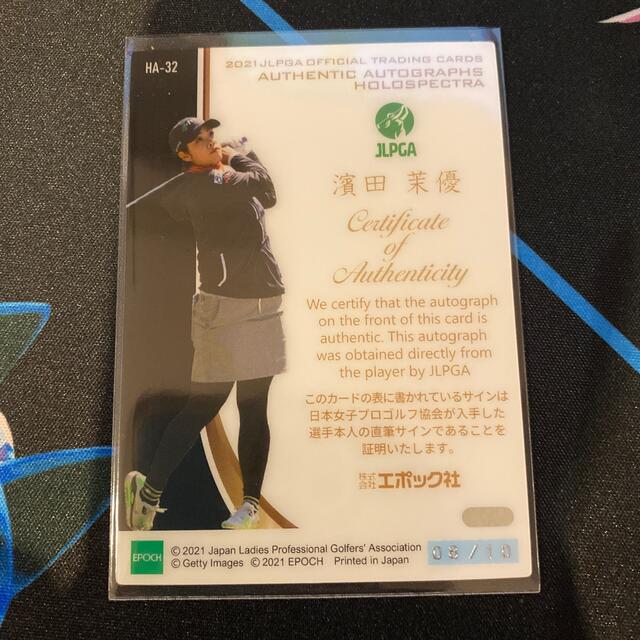 HA-32
2021 JLPGA OFFICIAL TRADING CARDS
AUTHENTIC AUTOGRAPHS
HOLOSPECTRA
JLPGA
濱田 茉優
Certificate
of
Authenticity
We certify that the autograph
on the front of this card is
authentic. This autograph
was obtained directly from
the player by JLPGA
このカードの表に書かれているサインは
日本女子プロゴルフ協会が入手した
選手本人の直筆サインであることを
証明いたします。
株式会社エポック社
EPOCH
© 2021 Japan Ladies Professional Golfers' Association
© Getty Images © 2021 EPOCH Printed in Japan
08/10